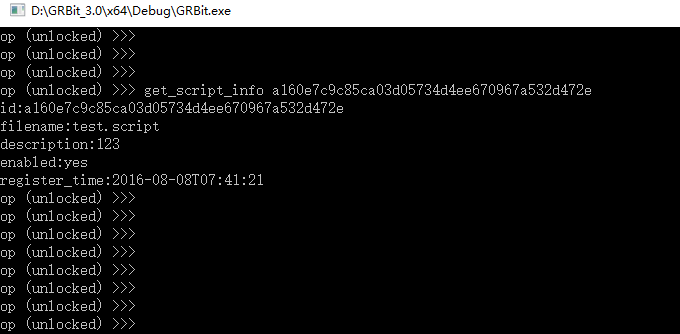 D:\GRBit_3.0\x64\Debug\GRBit.exe
op (unlocked) >>>
op (unlocked) >>>
op (unlocked) >>>
op (unlocked) >>> get_script_info a160e7c9c85ca03d05734d4ee670967a532d472e
id:a160e7c9c85ca03d05734d4ee670967a532d472e
filename:test.script
description:123
enabled:yes
register_time:2016-08-08T07:41:21
op (unlocked) >>>
op (unlocked) >>>
op (unlocked) >>>
op (unlocked) >>>
op (unlocked) >>>
op (unlocked) >>>
op (unlocked) >>>
op (unlocked) >>>